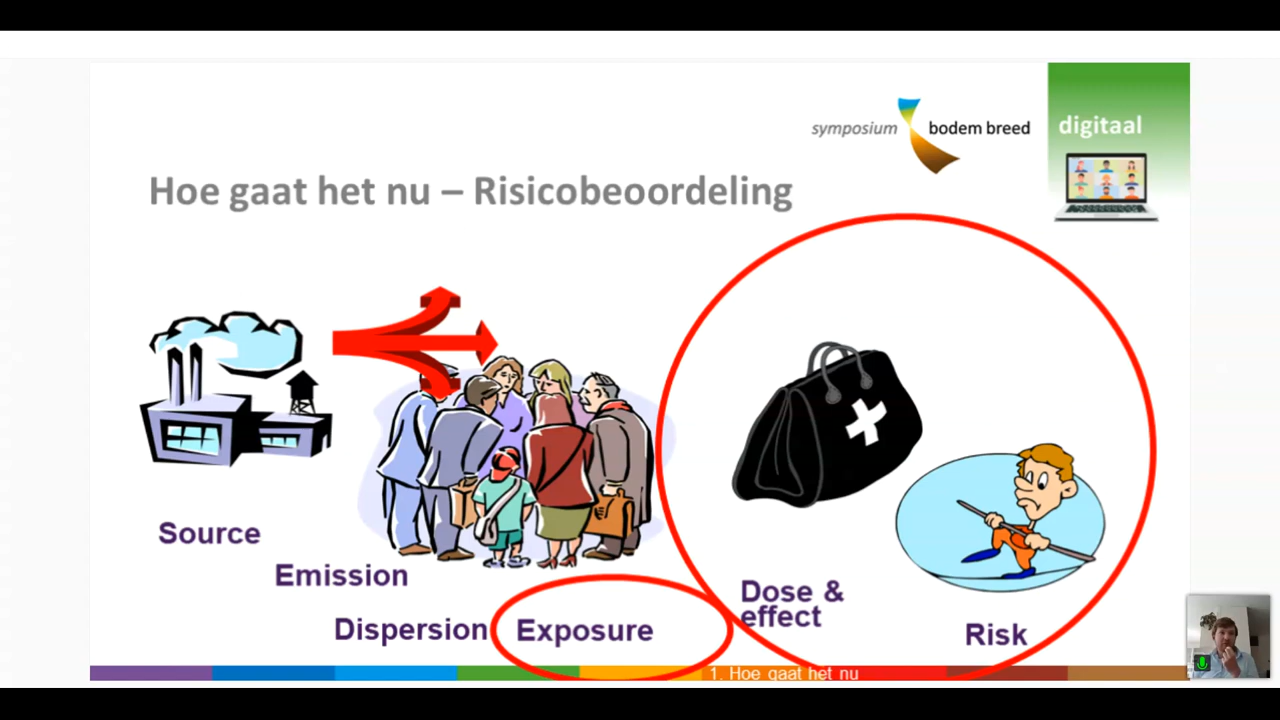 symposium bodem breed digitaal
Hoe gaat het nu – Risicobeoordeling
Source
Emission
Dispersion
Exposure
Dose &
effect
Risk
1. Hoe gaat het nu